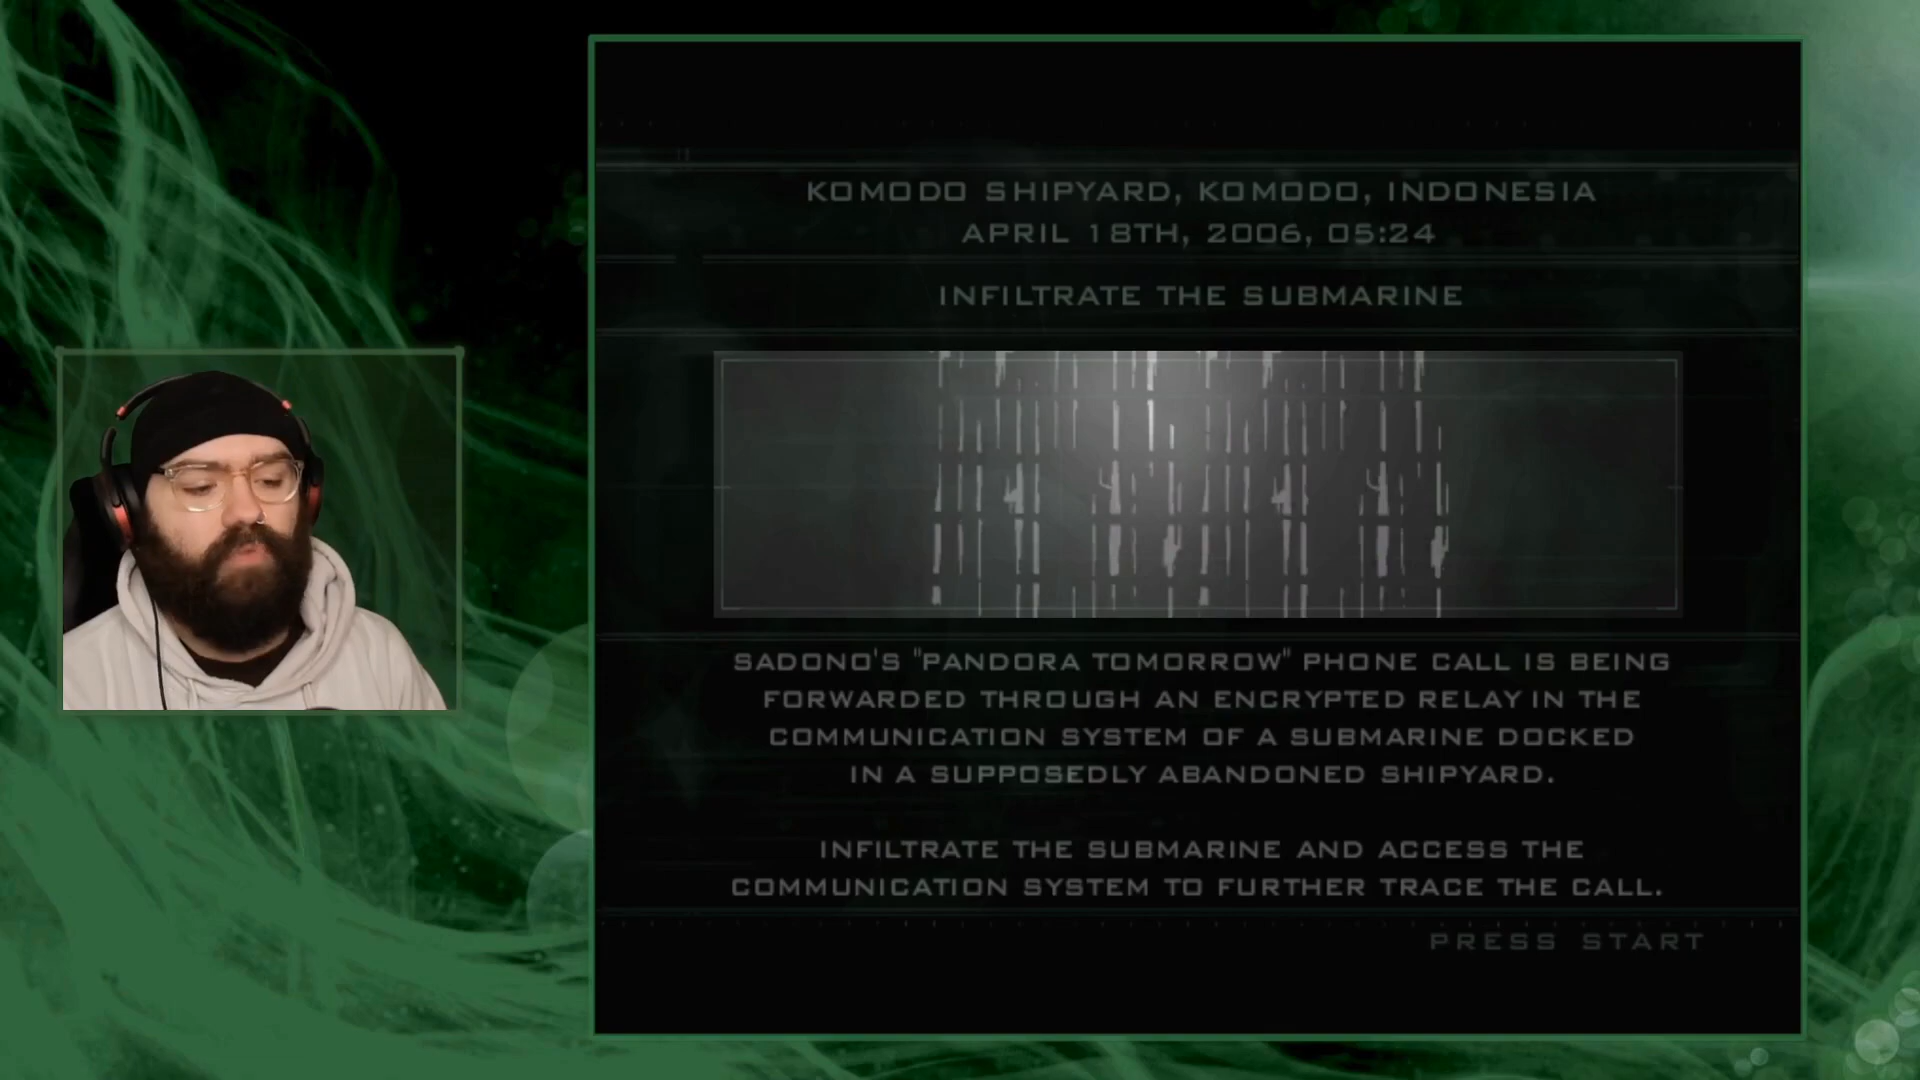 KOMODO SHIPYARD, KOMODO, INDONESIA
APRIL 18TH, 2006, 05:24
INFILTRATE THE SUBMARINE
SADONO'S "PANDORA TOMORROW" PHONE CALL IS BEING
FORWARDED THROUGH AN ENCRYPTED RELAY IN THE
COMMUNICATION SYSTEM OF A SUBMARINE DOCKED
IN A SUPPOSEDLY ABANDONED SHIPYARD.
INFILTRATE THE SUBMARINE AND ACCESS THE
COMMUNICATION SYSTEM TO FURTHER TRACE THE CALL.
PRESS START